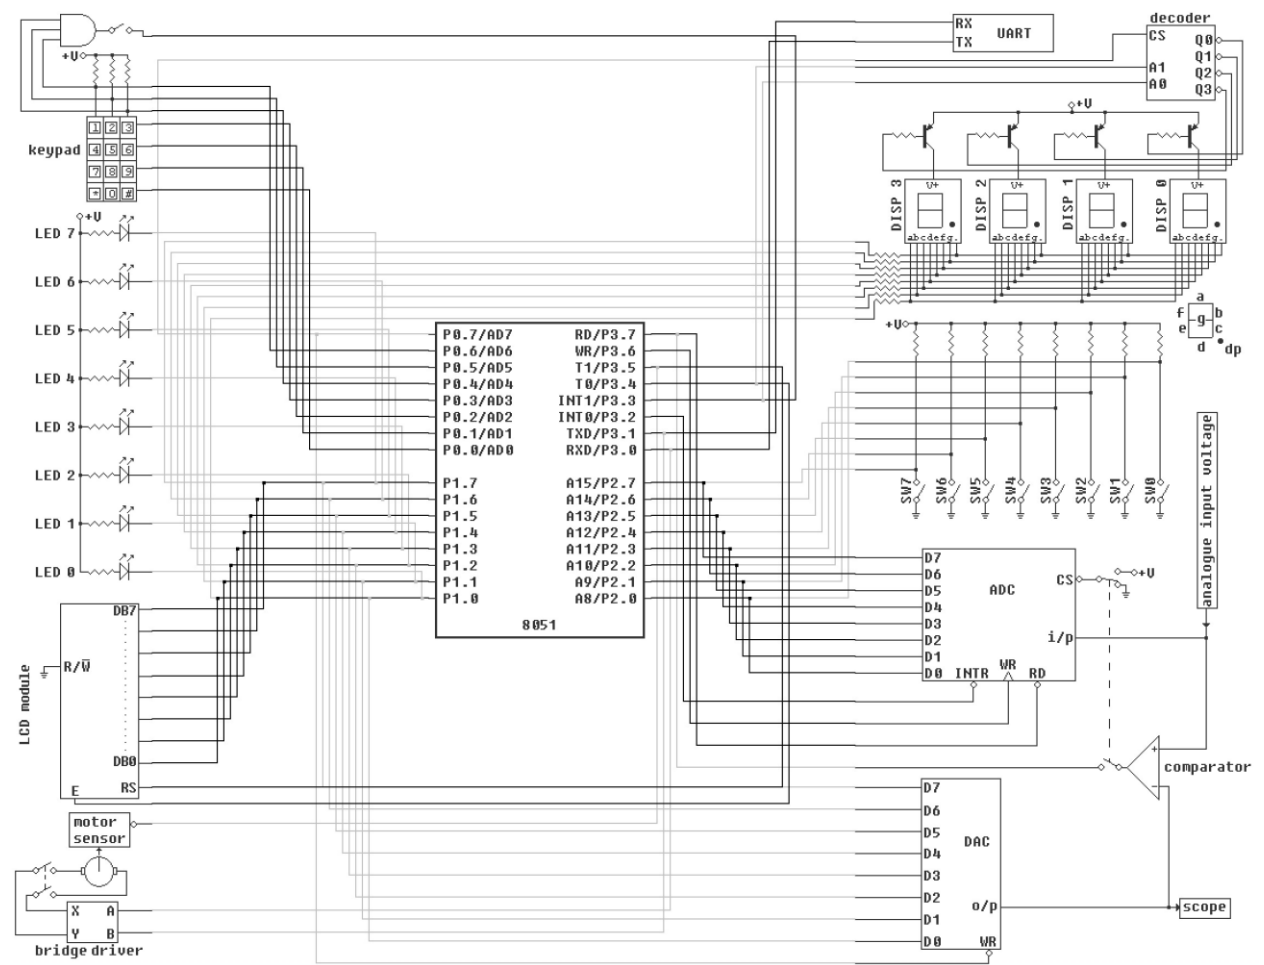 RX
TX
UART
decoder
CS
A1
A0
Q0
Q1
Q2
Q3
+V
keypad
1 2 3
4 5 6
7 8 9
* 0 #
+V
LED 7
LED 6
LED 5
LED 4
LED 3
LED 2
LED 1
LED 0
+V
DISP 3
V+
abcdefg.
DISP 2
V+
abcdefg.
DISP 1
V+
abcdefg.
DISP 0
V+
abcdefg.
a
f
b
g
e
c
d
dp
P0.7/AD7
P0.6/AD6
P0.5/AD5
P0.4/AD4
P0.3/AD3
P0.2/AD2
P0.1/AD1
P0.0/AD0
P1.7
P1.6
P1.5
P1.4
P1.3
P1.2
P1.1
P1.0
RD/P3.7
WR/P3.6
T1/P3.5
T0/P3.4
INT1/P3.3
INT0/P3.2
TXD/P3.1
RXD/P3.0
A15/P2.7
A14/P2.6
A13/P2.5
A12/P2.4
A11/P2.3
A10/P2.2
A9/P2.1
A8/P2.0
8051
+V
SW7
SW6
SW5
SW4
SW3
SW2
SW1
SW0
analogue input voltage
D7
D6
D5
D4
D3
D2
D1
D0
ADC
CS
+V
i/p
INTR
WR
RD
LCD module
DB7
R/W̅
DB0
RS
E
motor
sensor
X
Y
A
B
bridge driver
comparator
+
−
D7
D6
D5
D4
D3
D2
D1
D0
DAC
o/p
WR
scope